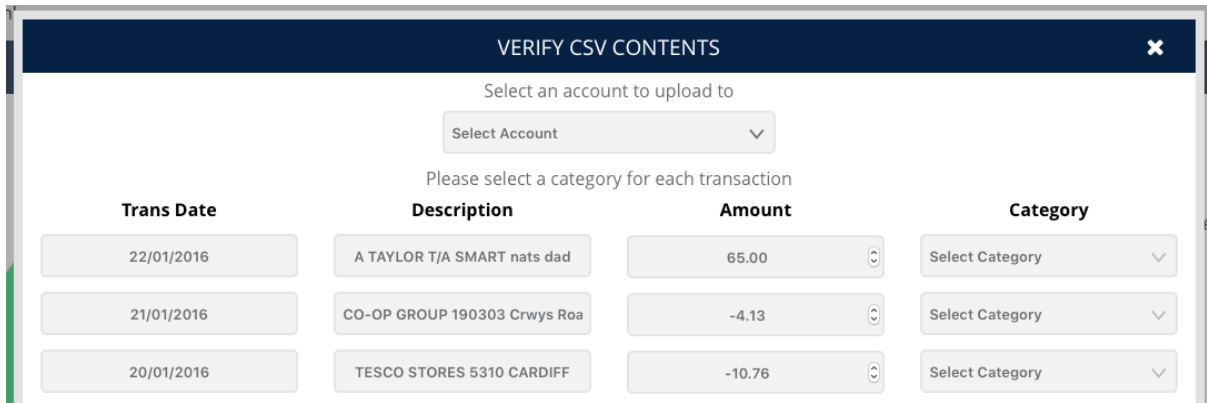 VERIFY CSV CONTENTS
Select an account to upload to
Select Account
Please select a category for each transaction
Trans Date Description Amount Category
22/01/2016 A TAYLOR T/A SMART nats dad 65.00 Select Category
21/01/2016 CO-OP GROUP 190303 Crwys Roa -4.13 Select Category
20/01/2016 TESCO STORES 5310 CARDIFF -10.76 Select Category